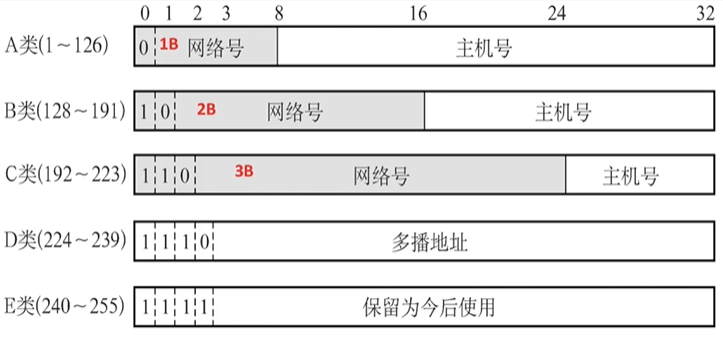 0 1 2 3 8 16 24 32
A类(1～126) 0 1B 网络号 主机号
B类(128～191) 1 0 2B 网络号 主机号
C类(192～223) 1 1 0 3B 网络号 主机号
D类(224～239) 1 1 1 0 多播地址
E类(240～255) 1 1 1 1 保留为今后使用